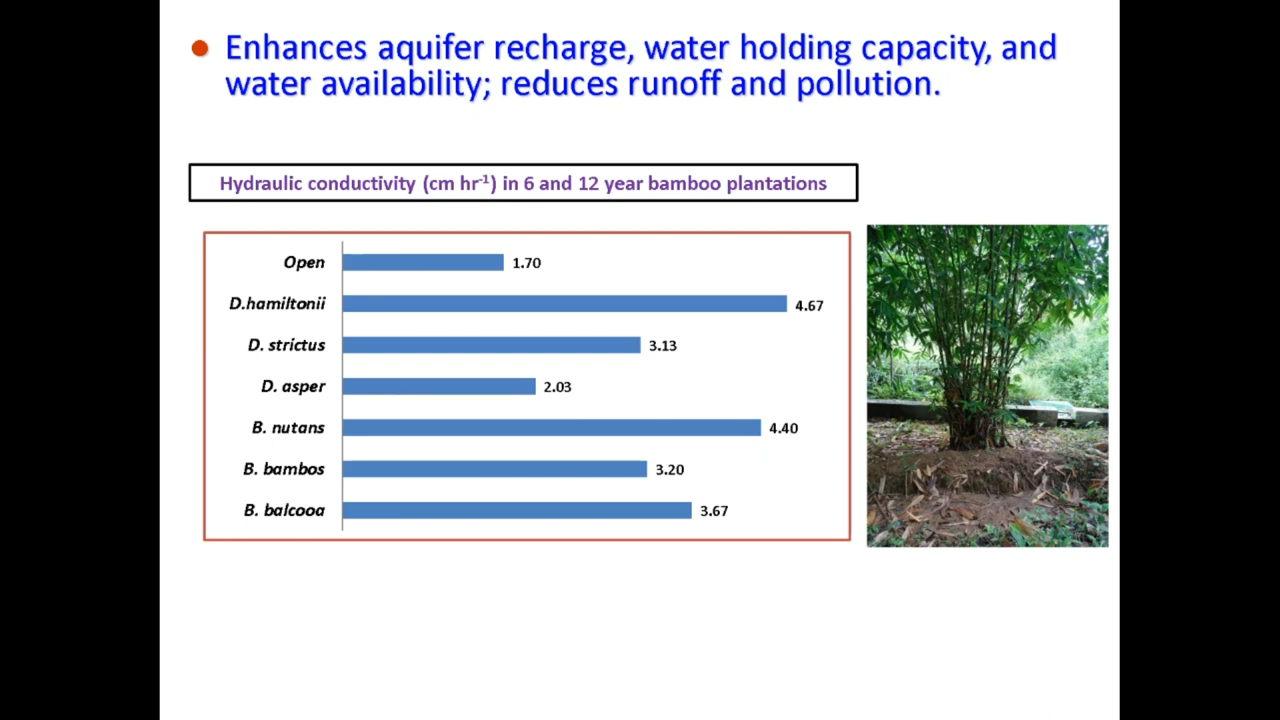 Enhances aquifer recharge, water holding capacity, and
water availability; reduces runoff and pollution.
Hydraulic conductivity (cm hr⁻¹) in 6 and 12 year bamboo plantations
Open 1.70
D.hamiltonii 4.67
D. strictus 3.13
D. asper 2.03
B. nutans 4.40
B. bambos 3.20
B. balcooa 3.67